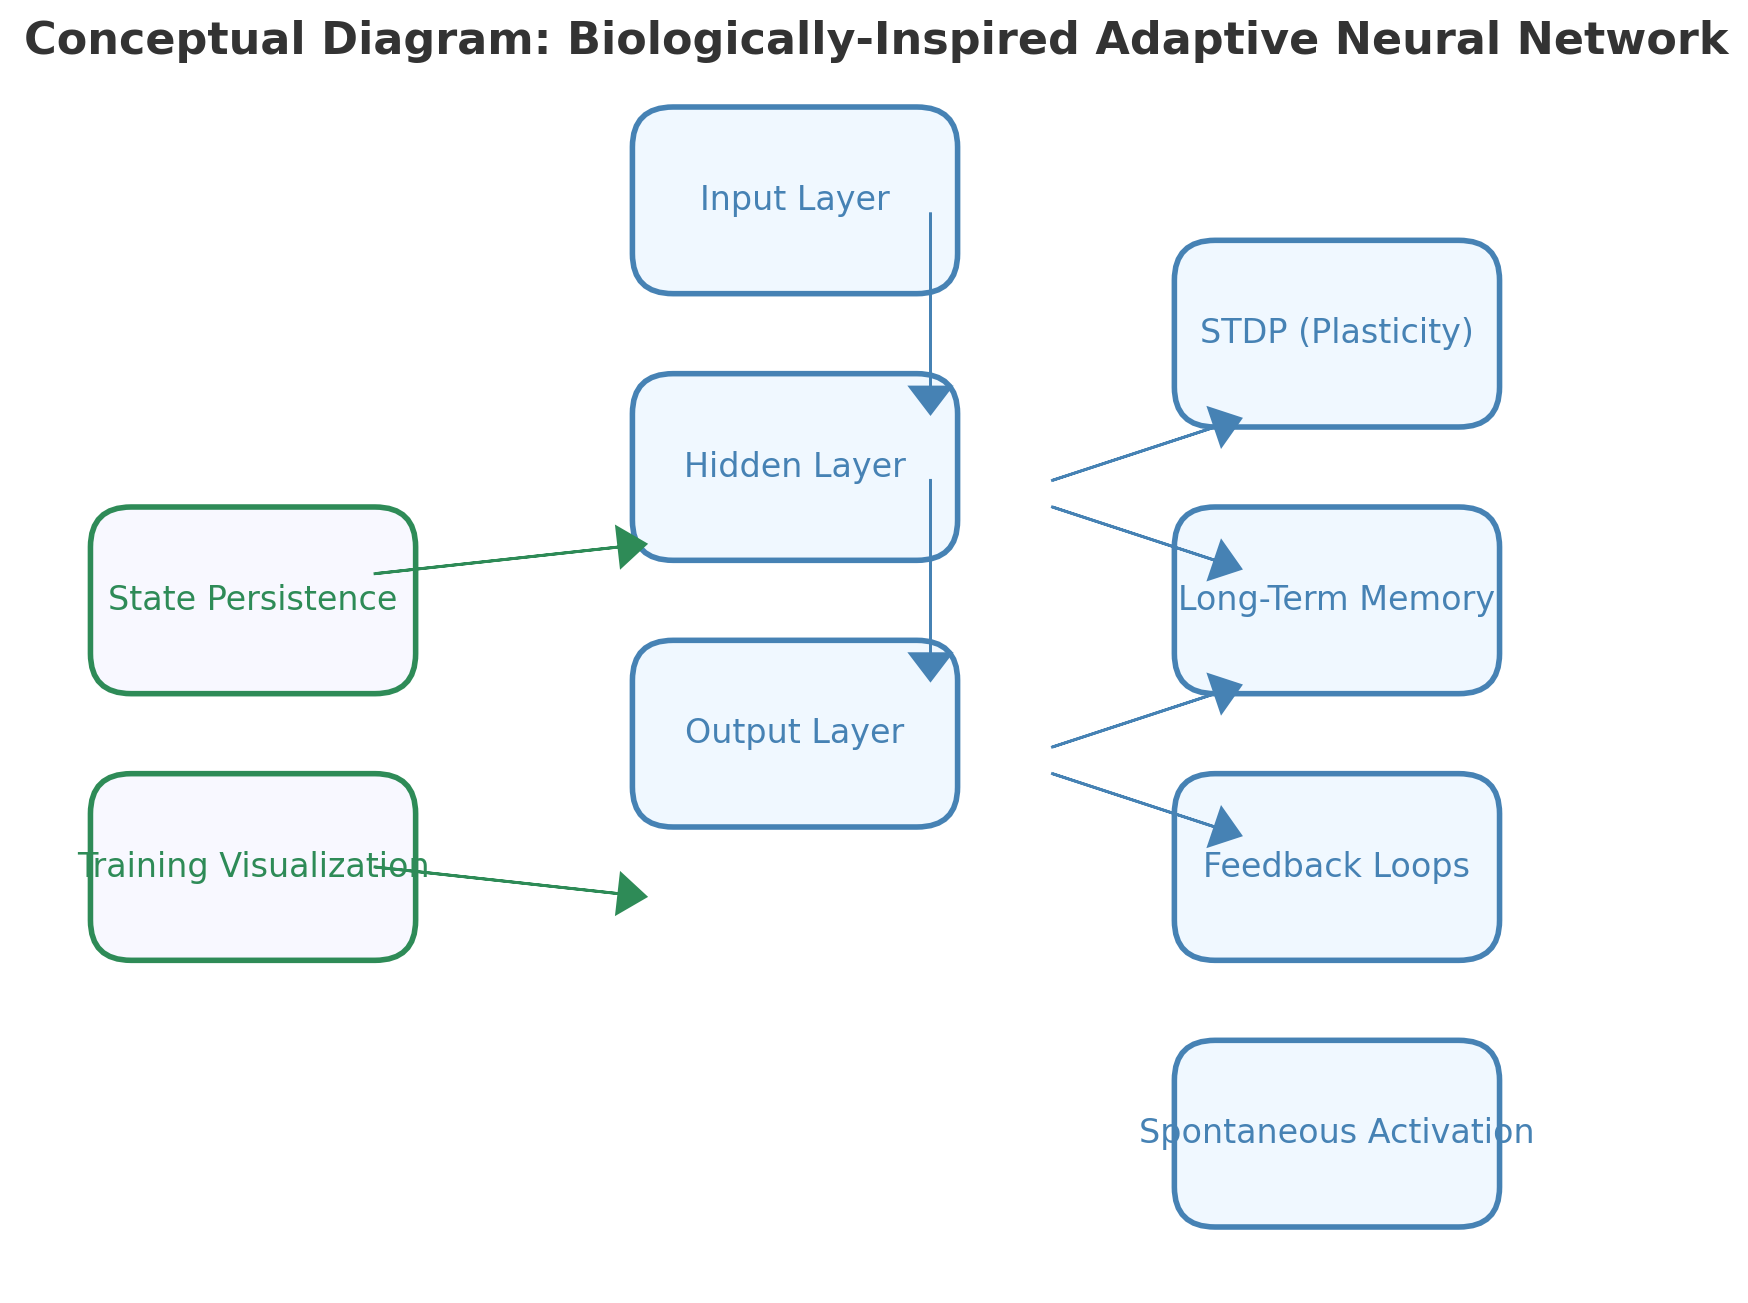 Conceptual Diagram: Biologically-Inspired Adaptive Neural Network
Input Layer
STDP (Plasticity)
Hidden Layer
State Persistence
Long-Term Memory
Output Layer
Training Visualization
Feedback Loops
Spontaneous Activation